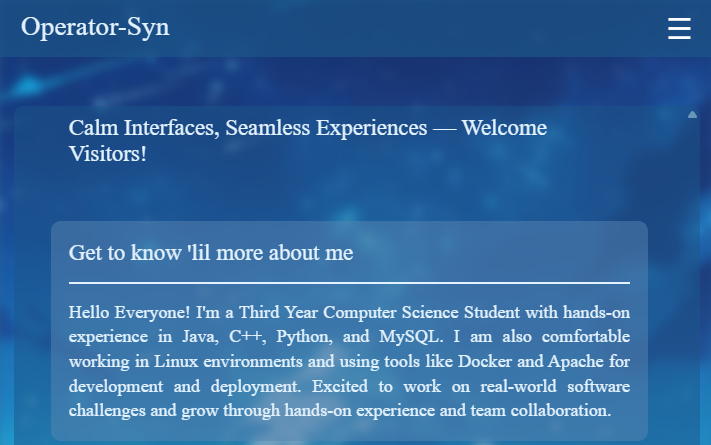 Operator-Syn
Calm Interfaces, Seamless Experiences — Welcome
Visitors!
Get to know 'lil more about me
Hello Everyone! I'm a Third Year Computer Science Student with hands-on
experience in Java, C++, Python, and MySQL. I am also comfortable
working in Linux environments and using tools like Docker and Apache for
development and deployment. Excited to work on real-world software
challenges and grow through hands-on experience and team collaboration.